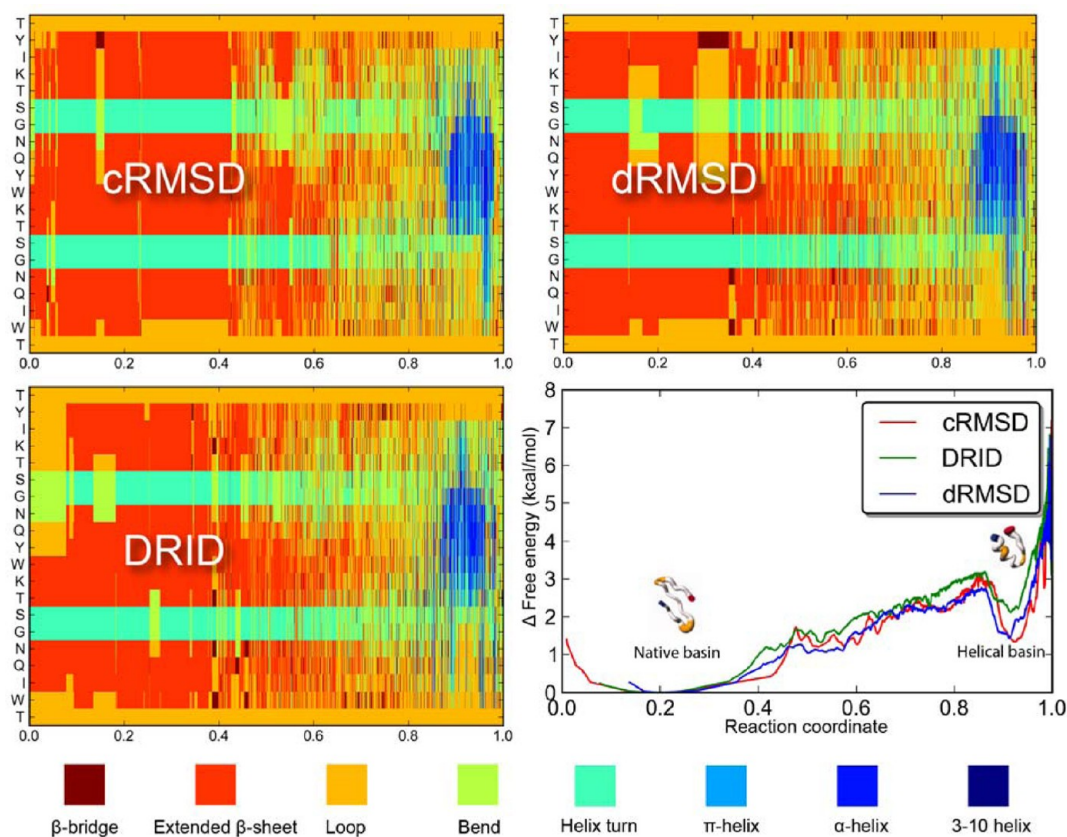 T
Y
I
K
T
S
G
N
Q
Y
W
K
T
S
G
N
Q
I
W
T
cRMSD
0.0 0.2 0.4 0.6 0.8 1.0
T
Y
I
K
T
S
G
N
Q
Y
W
K
T
S
G
N
Q
I
W
T
dRMSD
0.0 0.2 0.4 0.6 0.8 1.0
T
Y
I
K
T
S
G
N
Q
Y
W
K
T
S
G
N
Q
I
W
T
DRID
0.0 0.2 0.4 0.6 0.8 1.0
Δ Free energy (kcal/mol)
8
7
6
5
4
3
2
1
0
cRMSD
DRID
dRMSD
Native basin
Helical basin
0.0 0.2 0.4 0.6 0.8 1.0
Reaction coordinate
β-bridge Extended β-sheet Loop Bend Helix turn π-helix α-helix 3-10 helix